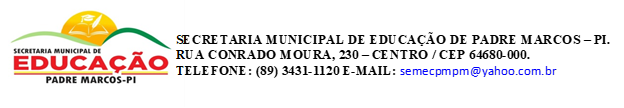 SECRETARIA MUNICIPAL DE
EDUCAÇÃO
PADRE MARCOS-PI
SECRETARIA MUNICIPAL DE EDUCAÇÃO DE PADRE MARCOS – PI.
RUA CONRADO MOURA, 230 – CENTRO / CEP 64680-000.
TELEFONE: (89) 3431-1120 E-MAIL: semecpmpm@yahoo.com.br